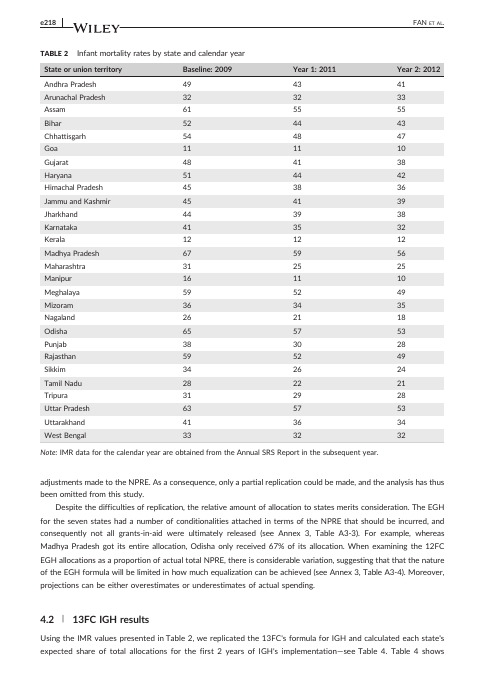 e218 WILEY FAN ET AL.
TABLE 2 Infant mortality rates by state and calendar year
State or union territory Baseline: 2009 Year 1: 2011 Year 2: 2012
Andhra Pradesh 49 43 41
Arunachal Pradesh 32 32 33
Assam 61 55 55
Bihar 52 44 43
Chhattisgarh 54 48 47
Goa 11 11 10
Gujarat 48 41 38
Haryana 51 44 42
Himachal Pradesh 45 38 36
Jammu and Kashmir 45 41 39
Jharkhand 44 39 38
Karnataka 41 35 32
Kerala 12 12 12
Madhya Pradesh 67 59 56
Maharashtra 31 25 25
Manipur 16 11 10
Meghalaya 59 52 49
Mizoram 36 34 35
Nagaland 26 21 18
Odisha 65 57 53
Punjab 38 30 28
Rajasthan 59 52 49
Sikkim 34 26 24
Tamil Nadu 28 22 21
Tripura 31 29 28
Uttar Pradesh 63 57 53
Uttarakhand 41 36 34
West Bengal 33 32 32
Note: IMR data for the calendar year are obtained from the Annual SRS Report in the subsequent year.
adjustments made to the NPRE. As a consequence, only a partial replication could be made, and the analysis has thus
been omitted from this study.
Despite the difficulties of replication, the relative amount of allocation to states merits consideration. The EGH
for the seven states had a number of conditionalities attached in terms of the NPRE that should be incurred, and
consequently not all grants-in-aid were ultimately released (see Annex 3, Table A3-3). For example, whereas
Madhya Pradesh got its entire allocation, Odisha only received 67% of its allocation. When examining the 12FC
EGH allocations as a proportion of actual total NPRE, there is considerable variation, suggesting that that the nature
of the EGH formula will be limited in how much equalization can be achieved (see Annex 3, Table A3-4). Moreover,
projections can be either overestimates or underestimates of actual spending.
4.2 | 13FC IGH results
Using the IMR values presented in Table 2, we replicated the 13FC's formula for IGH and calculated each state's
expected share of total allocations for the first 2 years of IGH's implementation—see Table 4. Table 4 shows